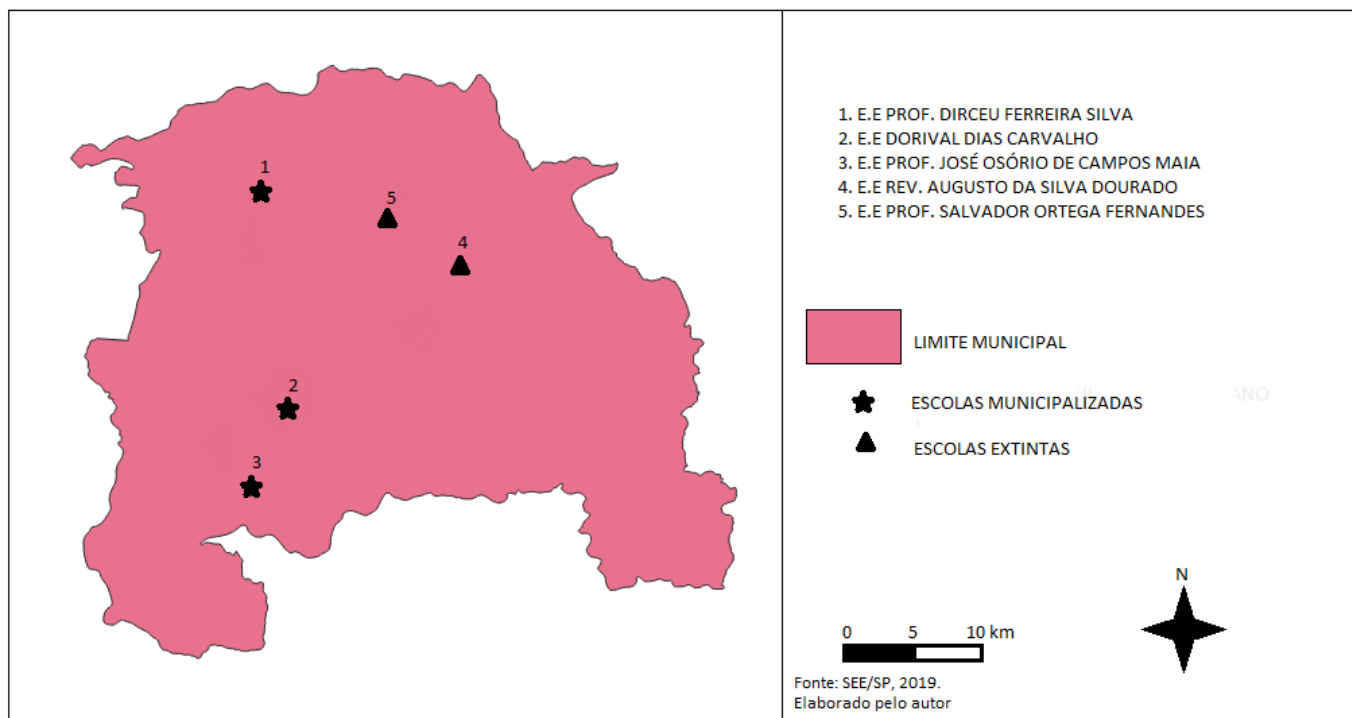 1
5
4
2
3
1. E.E PROF. DIRCEU FERREIRA SILVA
2. E.E DORIVAL DIAS CARVALHO
3. E.E PROF. JOSÉ OSÓRIO DE CAMPOS MAIA
4. E.E REV. AUGUSTO DA SILVA DOURADO
5. E.E PROF. SALVADOR ORTEGA FERNANDES
LIMITE MUNICIPAL
ESCOLAS MUNICIPALIZADAS
ANO
ESCOLAS EXTINTAS
N
0 5 10 km
Fonte: SEE/SP, 2019.
Elaborado pelo autor